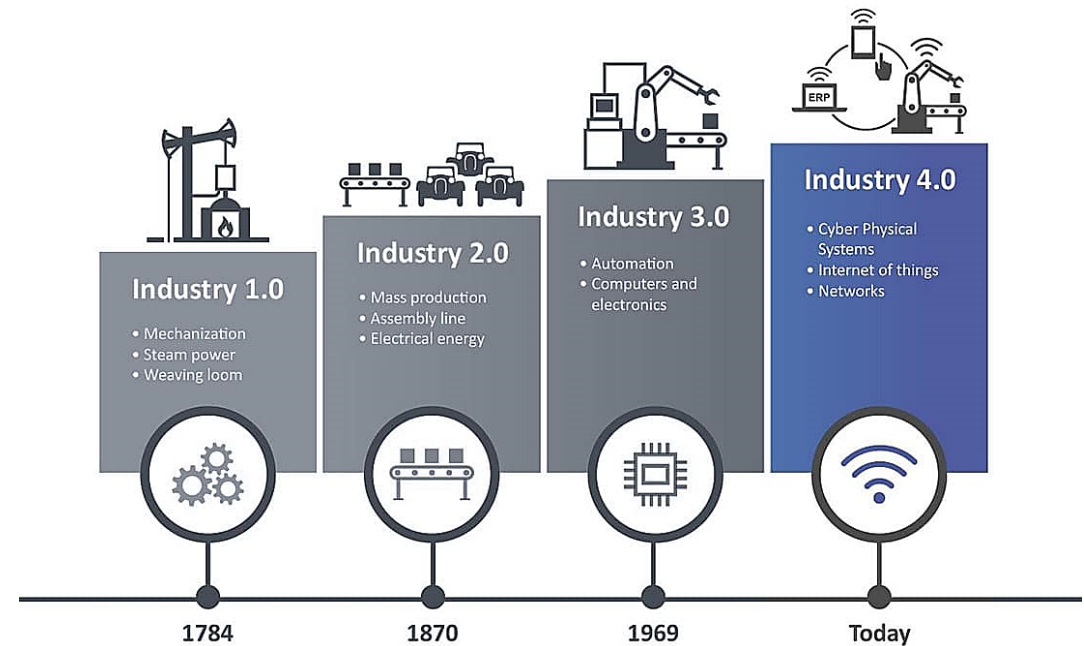 ERP
Industry 1.0
• Mechanization
• Steam power
• Weaving loom
Industry 2.0
• Mass production
• Assembly line
• Electrical energy
Industry 3.0
• Automation
• Computers and
electronics
Industry 4.0
• Cyber Physical
Systems
• Internet of things
• Networks
1784
1870
1969
Today